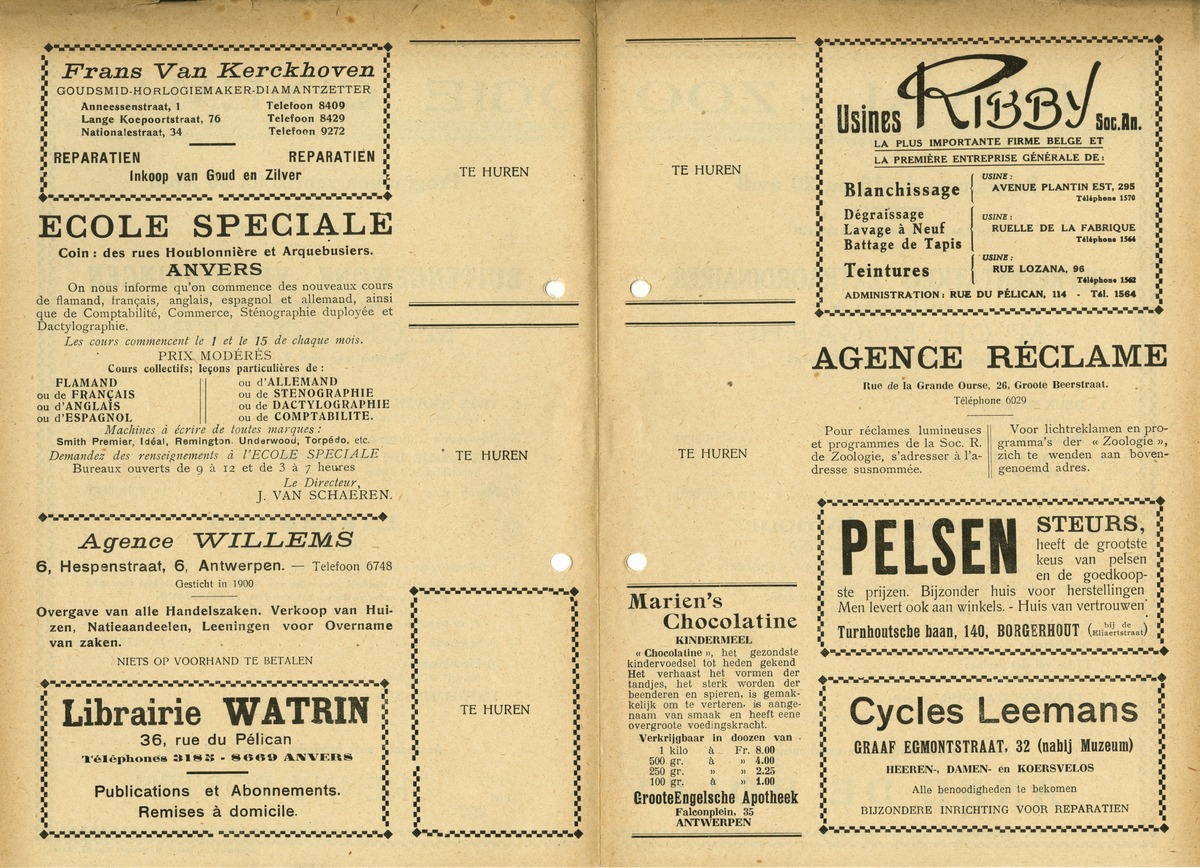 Frans Van Kerckhoven
GOUDSMID-HORLOGIEMAKER-DIAMANTZETTER
Anneessenstraat, 1 Telefoon 8409
Lange Koepoortstraat, 76 Telefoon 8429
Nationalestraat, 34 Telefoon 9272
REPARATIEN REPARATIEN
Inkoop van Goud en Zilver
ECOLE SPECIALE
Coin : des rues Houblonnière et Arquebusiers.
ANVERS
On nous informe qu'on commence des nouveaux cours
de flamand, français, anglais, espagnol et allemand, ainsi
que de Comptabilité, Commerce, Sténographie duployée et
Dactylographie.
Les cours commencent le 1 et le 15 de chaque mois.
PRIX MODÉRÉS
Cours collectifs; leçons particulières de :
FLAMAND ou d'ALLEMAND
ou de FRANÇAIS ou de STENOGRAPHIE
ou d'ANGLAIS ou de DACTYLOGRAPHIE
ou d'ESPAGNOL ou de COMPTABILITE.
Machines à écrire de toutes marques :
Smith Premier, Idéal, Remington. Underwood, Torpédo, etc.
Demandez des renseignements à l'ECOLE SPECIALE
Bureaux ouverts de 9 à 12 et de 3 à 7 heures
Le Directeur,
J. VAN SCHAEREN.
Agence WILLEMS
6, Hespenstraat, 6, Antwerpen. — Telefoon 6748
Gesticht in 1900
Overgave van alle Handelszaken. Verkoop van Hui-
zen, Natieaandeelen, Leeningen voor Overname
van zaken.
NIETS OP VOORHAND TE BETALEN
Librairie WATRIN
36, rue du Pélican
Téléphones 3185 - 8669 ANVERS
Publications et Abonnements.
Remises à domicile.
TE HUREN
TE HUREN
TE HUREN
TE HUREN
TE HUREN
Marien's
Chocolatine
KINDERMEEL
« Chocolatine », het gezondste
kindervoedsel tot heden gekend
Het verhaast het vormen der
tandjes, het sterk worden der
beenderen en spieren, is gemak-
kelijk om te verteren, is aange-
naam van smaak en heeft eene
overgroote voedingskracht.
Verkrijgbaar in doozen van
1 kilo à Fr. 8.00
500 gr. à » 4.00
250 gr. » » 2.25
100 gr. à » 1.00
GrooteEngelsche Apotheek
Falconplein, 35
ANTWERPEN
Usines RIBBY Soc.An.
LA PLUS IMPORTANTE FIRME BELGE ET
LA PREMIÈRE ENTREPRISE GÉNÉRALE DE :
Blanchissage USINE : AVENUE PLANTIN EST, 295
Téléphone 1570
Dégraissage
Lavage à Neuf
Battage de Tapis
USINE : RUELLE DE LA FABRIQUE
Téléphone 1564
Teintures USINE : RUE LOZANA, 96
Téléphone 1562
ADMINISTRATION : RUE DU PÉLICAN, 114 - Tél. 1564
AGENCE RÉCLAME
Rue de la Grande Ourse, 26, Groote Beerstraat.
Téléphone 6029
Pour réclames lumineuses
et programmes de la Soc. R.
de Zoologie, s'adresser à l'a-
dresse susnommée.
Voor lichtreklamen en pro-
gramma's der « Zoologie »,
zich te wenden aan boven-
genoemd adres.
PELSEN STEURS,
heeft de grootste
keus van pelsen
en de goedkoop-
ste prijzen. Bijzonder huis voor herstellingen
Men levert ook aan winkels. - Huis van vertrouwen
Turnhoutsche baan, 140, BORGERHOUT (bij de Eliaertstraat)
Cycles Leemans
GRAAF EGMONTSTRAAT, 32 (nabij Muzeum)
HEEREN-, DAMEN- en KOERSVELOS
Alle benoodigheden te bekomen
BIJZONDERE INRICHTING VOOR REPARATIEN